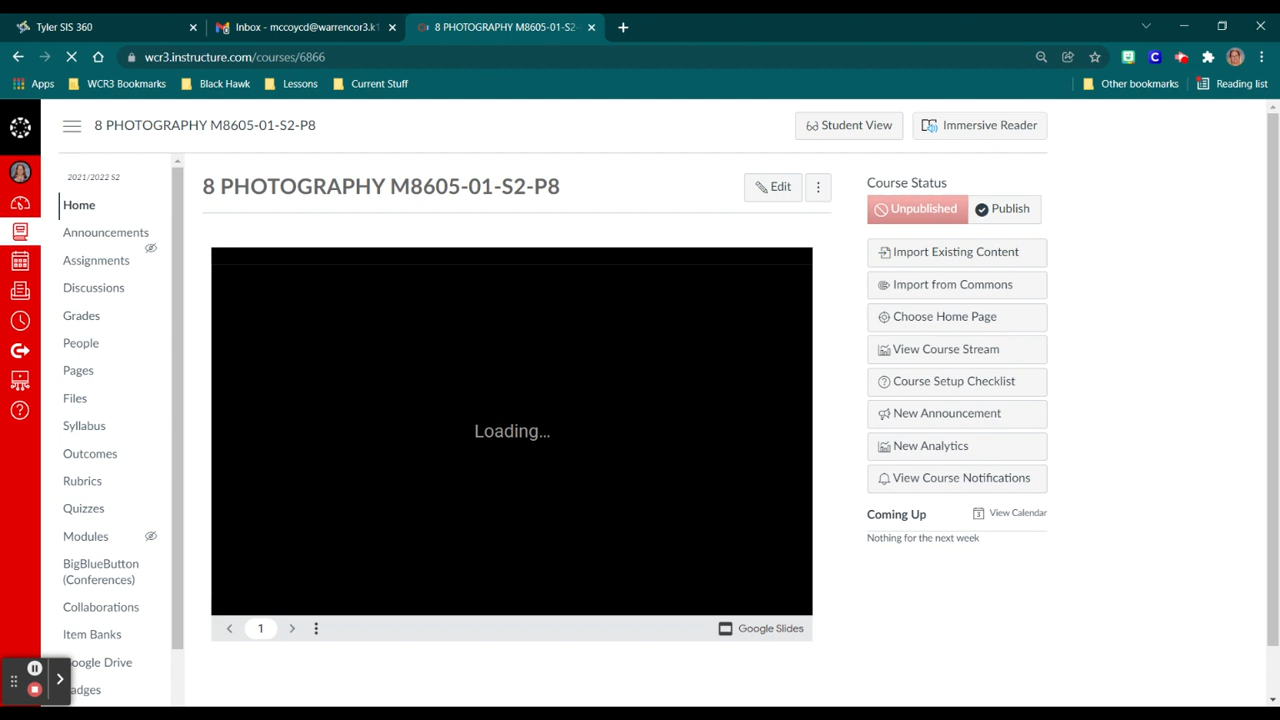 Tyler SIS 360
Inbox - mccoycd@warrencor3.k1
8 PHOTOGRAPHY M8605-01-S2-
wcr3.instructure.com/courses/6866
Apps
WCR3 Bookmarks
Black Hawk
Lessons
Current Stuff
Other bookmarks
Reading list
8 PHOTOGRAPHY M8605-01-S2-P8
Student View
Immersive Reader
2021/2022 S2
Home
Announcements
Assignments
Discussions
Grades
People
Pages
Files
Syllabus
Outcomes
Rubrics
Quizzes
Modules
BigBlueButton
(Conferences)
Collaborations
Item Banks
oogle Drive
adges
8 PHOTOGRAPHY M8605-01-S2-P8
Edit
Loading...
1
Google Slides
Course Status
Unpublished
Publish
Import Existing Content
Import from Commons
Choose Home Page
View Course Stream
Course Setup Checklist
New Announcement
New Analytics
View Course Notifications
Coming Up
3 View Calendar
Nothing for the next week